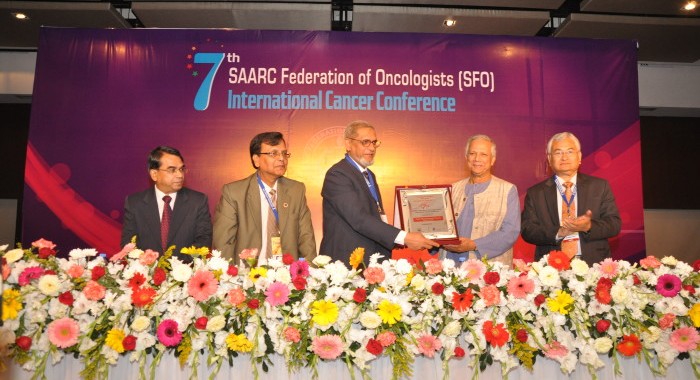 7th
SAARC Federation of Oncologists (SFO)
International Cancer Conference